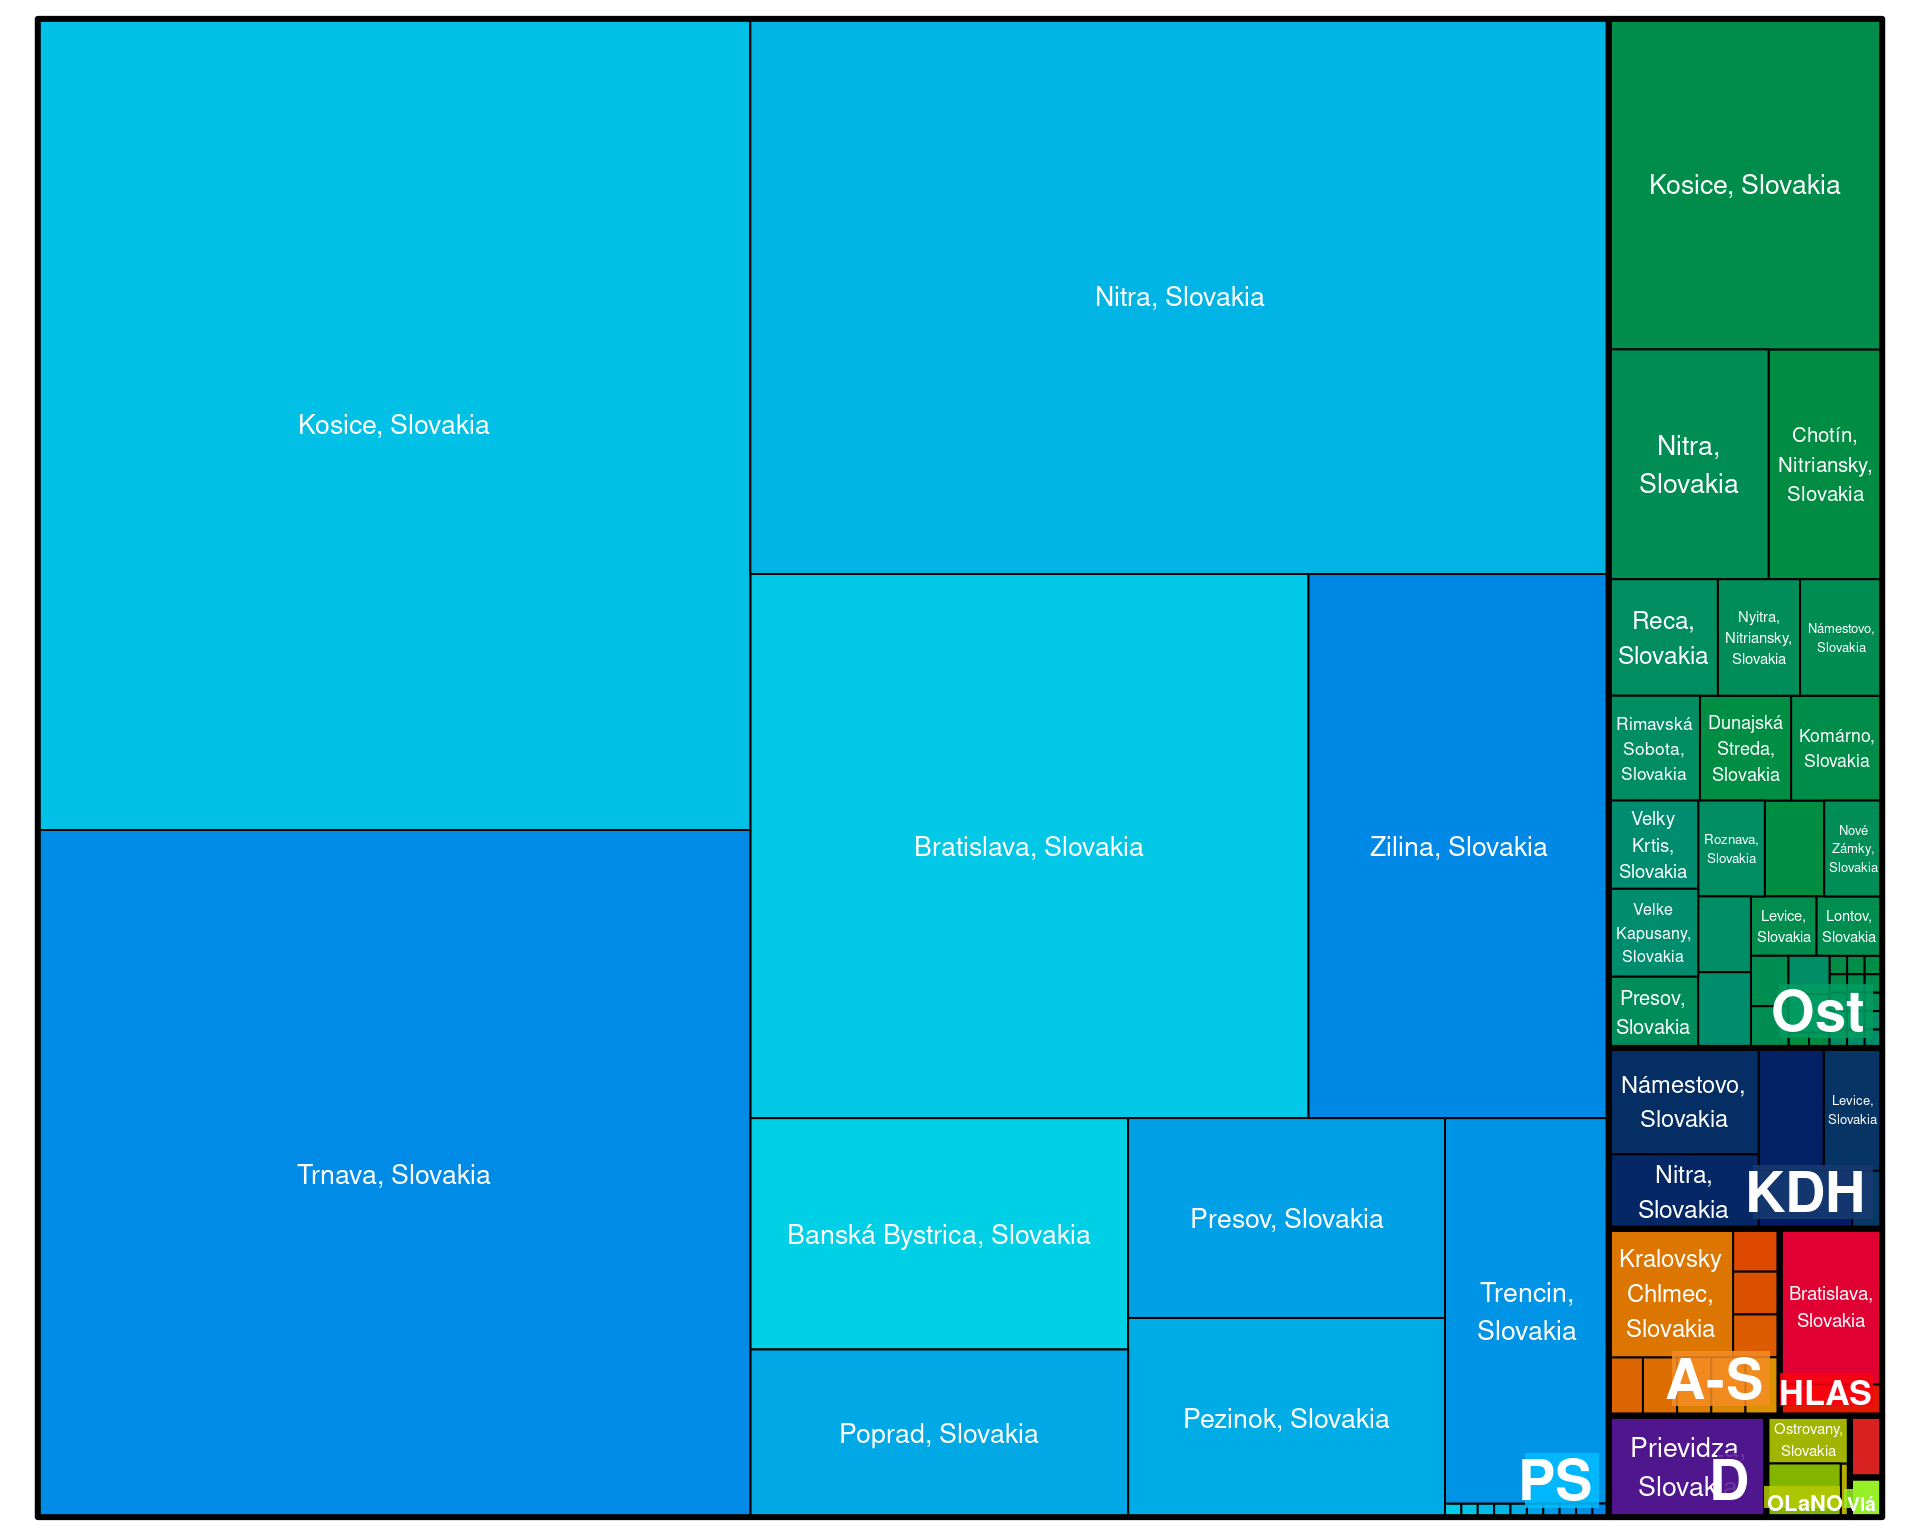 Kosice, Slovakia
Trnava, Slovakia
Nitra, Slovakia
Bratislava, Slovakia
Zilina, Slovakia
Banská Bystrica, Slovakia
Poprad, Slovakia
Presov, Slovakia
Pezinok, Slovakia
Trencin,
Slovakia
PS
Kosice, Slovakia
Nitra,
Slovakia
Chotín,
Nitriansky,
Slovakia
Reca,
Slovakia
Nyitra,
Nitriansky,
Slovakia
Námestovo,
Slovakia
Rimavská
Sobota,
Slovakia
Dunajská
Streda,
Slovakia
Komárno,
Slovakia
Velky
Krtis,
Slovakia
Roznava,
Slovakia
Nové
Zámky,
Slovakia
Velke
Kapusany,
Slovakia
Levice,
Slovakia
Lontov,
Slovakia
Presov,
Slovakia
Ost
Námestovo,
Slovakia
Levice,
Slovakia
Nitra,
Slovakia
KDH
Kralovsky
Chlmec,
Slovakia
A-S
Bratislava,
Slovakia
HLAS
Prievidza,
Slovakia
D
Ostrovany,
Slovakia
OLaNO
Vlá